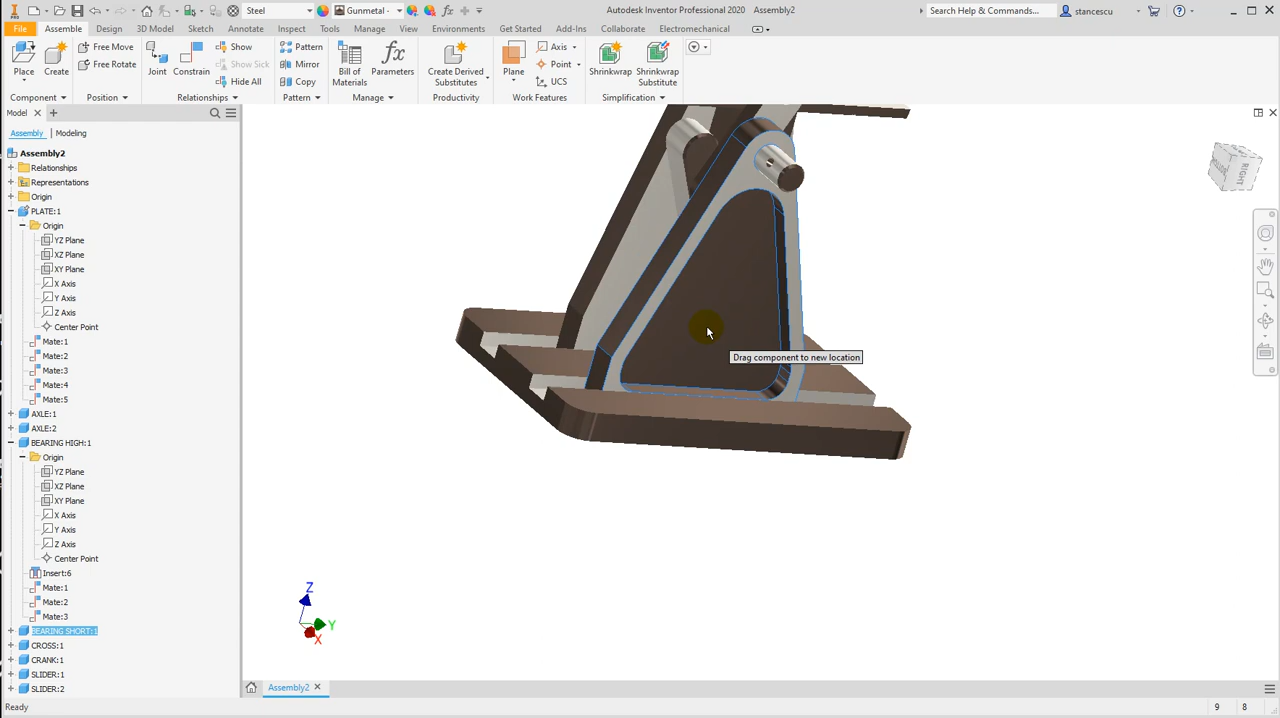 PRO
Steel
Gunmetal
Autodesk Inventor Professional 2020 Assembly2
Search Help & Commands...
stancescu
File Assemble Design 3D Model Sketch Annotate Inspect Tools Manage View Environments Get Started Add-Ins Collaborate Electromechanical
Place Create Free Move Free Rotate Joint Constrain Show Show Sick Hide All Pattern Mirror Copy Bill of Materials Parameters Create Derived Substitutes Plane Axis Point UCS Shrinkwrap Shrinkwrap Substitute
Component Position Relationships Pattern Manage Productivity Work Features Simplification
Model
Assembly Modeling
Assembly2
Relationships
Representations
Origin
PLATE:1
Origin
YZ Plane
XZ Plane
XY Plane
X Axis
Y Axis
Z Axis
Center Point
Mate:1
Mate:2
Mate:3
Mate:4
Mate:5
AXLE:1
AXLE:2
BEARING HIGH:1
Origin
YZ Plane
XZ Plane
XY Plane
X Axis
Y Axis
Z Axis
Center Point
Insert:6
Mate:1
Mate:2
Mate:3
BEARING SHORT:1
CROSS:1
CRANK:1
SLIDER:1
SLIDER:2
RIGHT
Drag component to new location
Z
Y
X
Assembly2
Ready
9 8